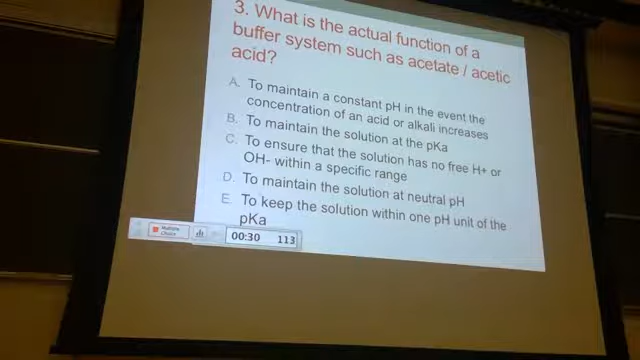 3. What is the actual function of a
buffer system such as acetate / acetic
acid?
A. To maintain a constant pH in the event the
concentration of an acid or alkali increases
B. To maintain the solution at the pKa
C. To ensure that the solution has no free H+ or
OH- within a specific range
D. To maintain the solution at neutral pH
E. To keep the solution within one pH unit of the
pKa
Multiple
Choice
00:30 113